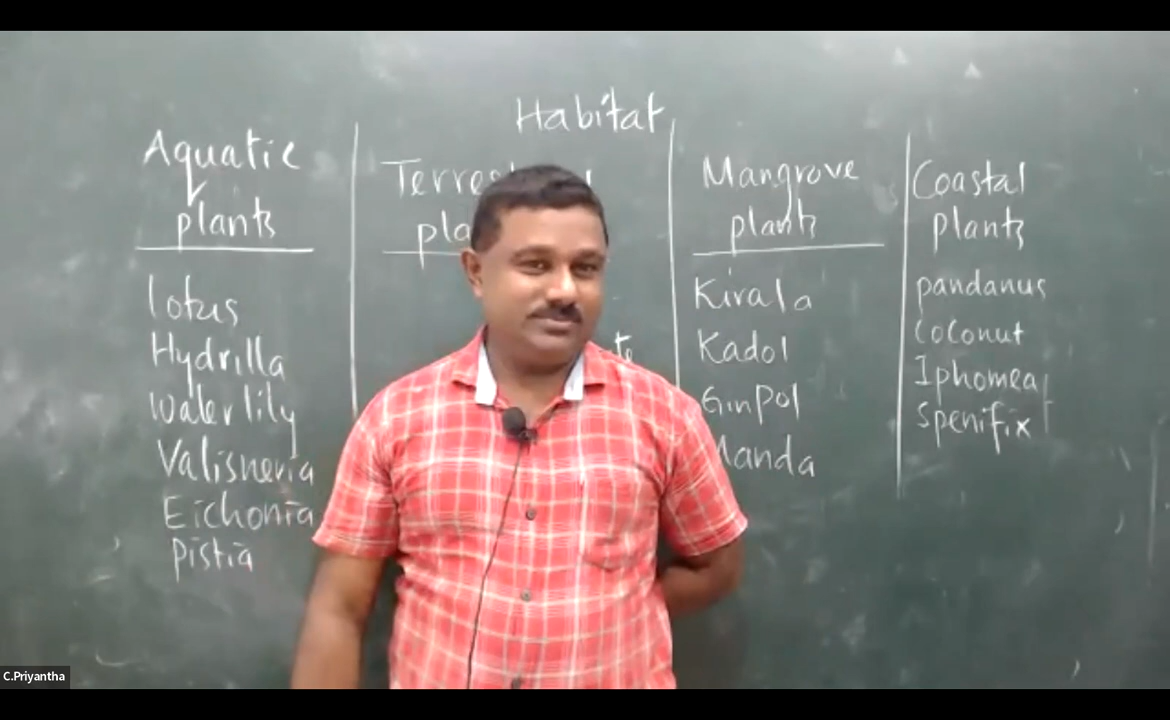 Habitat
Aquatic
plants
Lotus
Hydrilla
Water lily
Valisneria
Eichonia
Pistia
Mangrove
plants
Kirala
Kadol
Ginpol
Coastal
plants
pandanus
Coconut
Iphomea
Spenifix
C.Priyantha